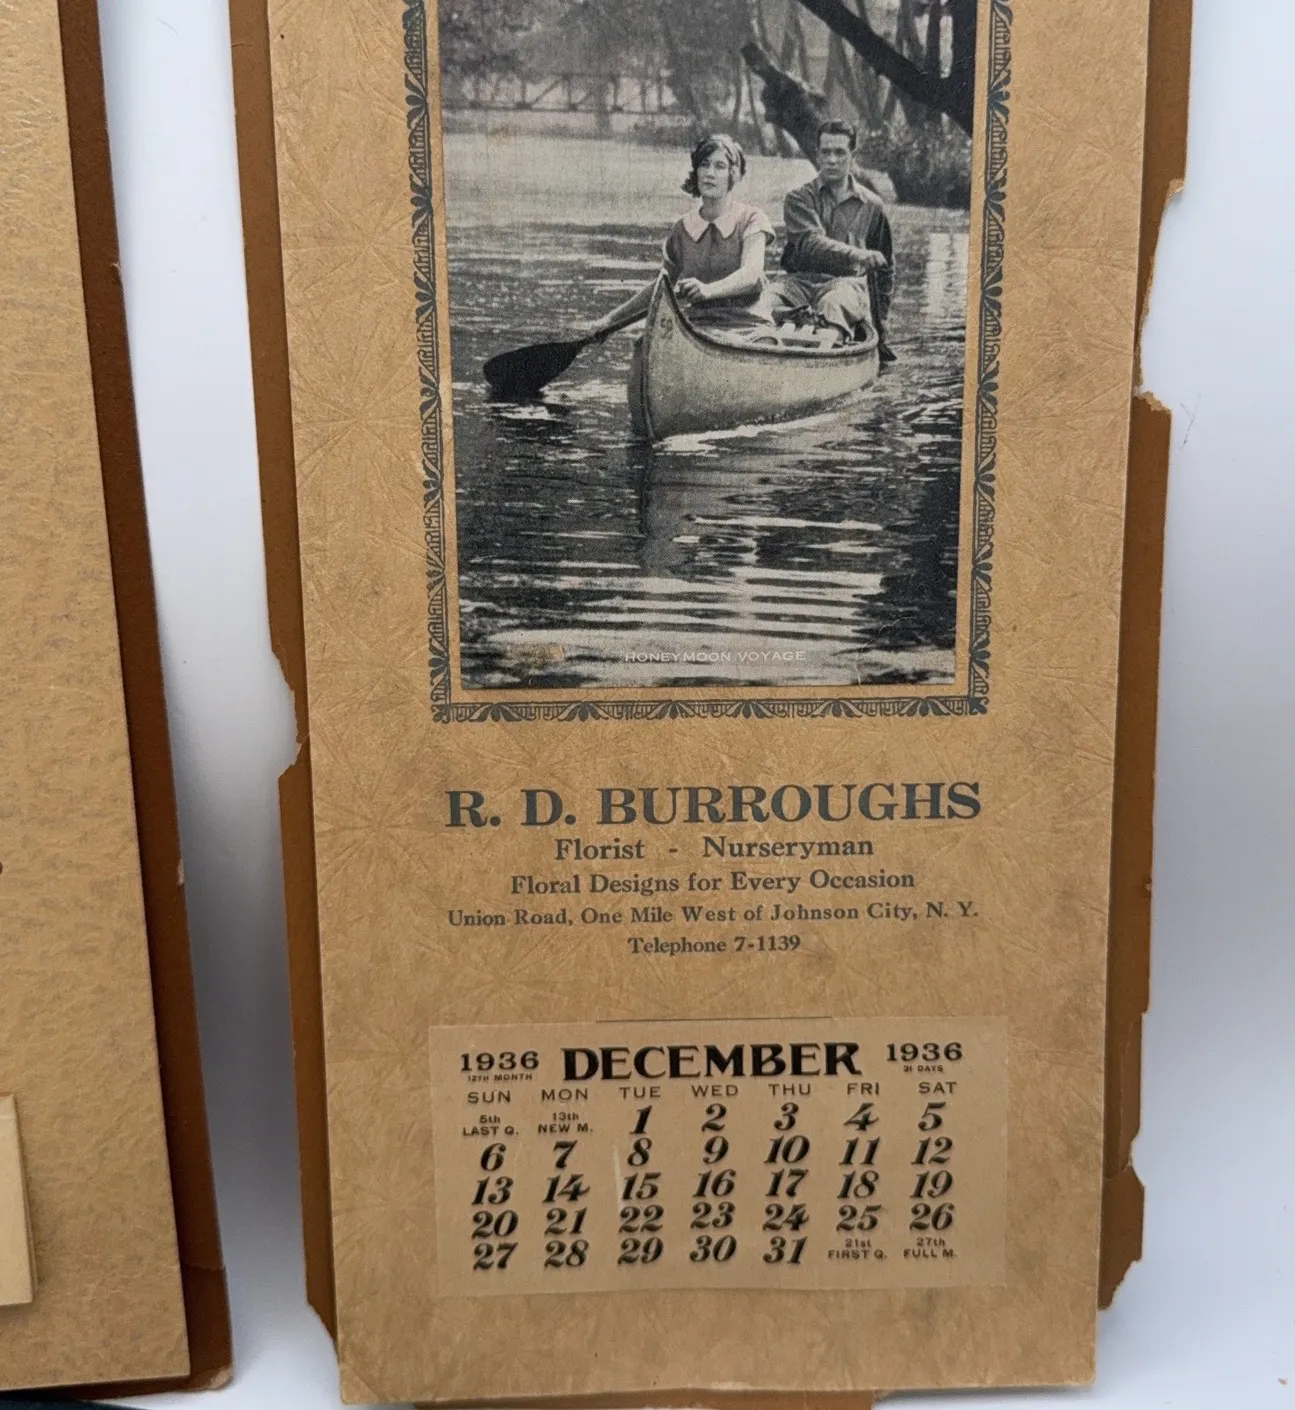 58
HONEYMOON VOYAGE
R. D. BURROUGHS
Florist - Nurseryman
Floral Designs for Every Occasion
Union Road, One Mile West of Johnson City, N. Y.
Telephone 7-1139
1936 DECEMBER 1936
12TH MONTH 31 DAYS
SUN MON TUE WED THU FRI SAT
5th LAST Q. 13th NEW M. 1 2 3 4 5
6 7 8 9 10 11 12
13 14 15 16 17 18 19
20 21 22 23 24 25 26
27 28 29 30 31 21st FIRST Q. 27th FULL M.